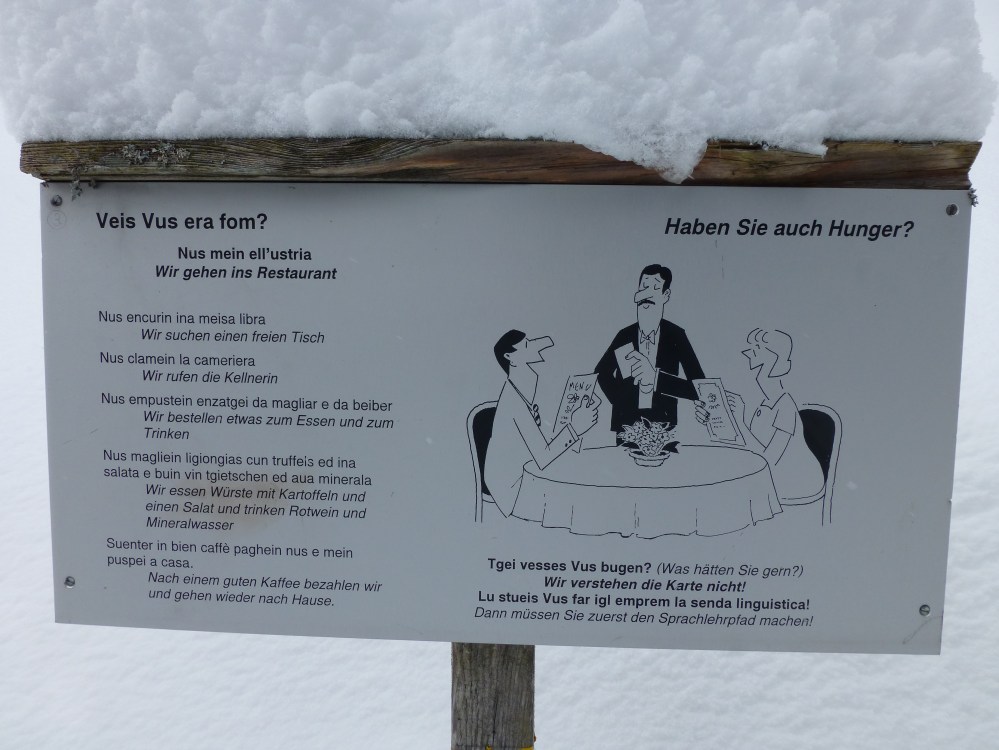 Veis Vus era fom?
Haben Sie auch Hunger?
Nus mein ell'ustria
Wir gehen ins Restaurant
Nus encurin ina meisa libra
Wir suchen einen freien Tisch
Nus clamein la cameriera
Wir rufen die Kellnerin
Nus empustein enzatgei da magliar e da beiber
Wir bestellen etwas zum Essen und zum
Trinken
Nus magliein ligiongias cun truffels ed ina
salata e buin vin tgietschen ed aua minerala
Wir essen Würste mit Kartoffeln und
einen Salat und trinken Rotwein und
Mineralwasser
Suenter in bien caffè paghein nus e mein
puspei a casa.
Nach einem guten Kaffee bezahlen wir
und gehen wieder nach Hause.
MENU
Tgei vesses Vus bugen? (Was hätten Sie gern?)
Wir verstehen die Karte nicht!
Lu stueis Vus far igl emprem la senda linguistica!
Dann müssen Sie zuerst den Sprachlehrpfad machen!